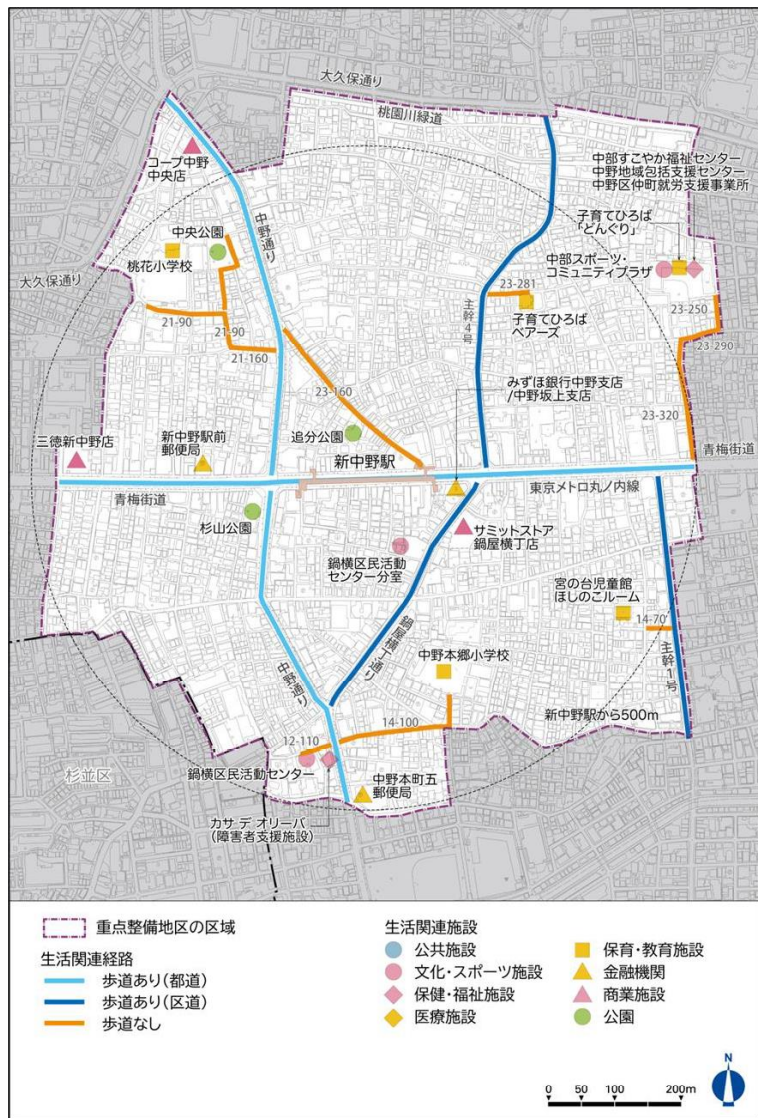 大久保通り
桃園川緑道
コープ中野
中央店
中部すこやか福祉センター
中野地域包括支援センター
中野区仲町就労支援事業所
中央公園
中野通り
子育てひろば
「どんぐり」
桃花小学校
中部スポーツ・
コミュニティプラザ
大久保通り
23-281
主幹4号
21-90
子育てひろば
ベアーズ
23-250
21-90
23-290
21-160
23-160
みずほ銀行中野支店
/中野坂上支店
23-320
三徳新中野店
新中野駅前
郵便局
追分公園
新中野駅
青梅街道
青梅街道
東京メトロ丸ノ内線
杉山公園
サミットストア
鍋屋横丁店
鍋横区民活動
センター分室
宮の台児童館
ほしのこルーム
鍋屋横丁通り
14-70
中野本郷小学校
主幹1号
中野通り
新中野駅から500m
14-100
12-110
杉並区
鍋横区民活動センター
中野本町五
郵便局
カサ デ オリーバ
(障害者支援施設)
重点整備地区の区域
生活関連経路
歩道あり(都道)
歩道あり(区道)
歩道なし
生活関連施設
公共施設
文化・スポーツ施設
保健・福祉施設
医療施設
保育・教育施設
金融機関
商業施設
公園
N
0 50 100 200m